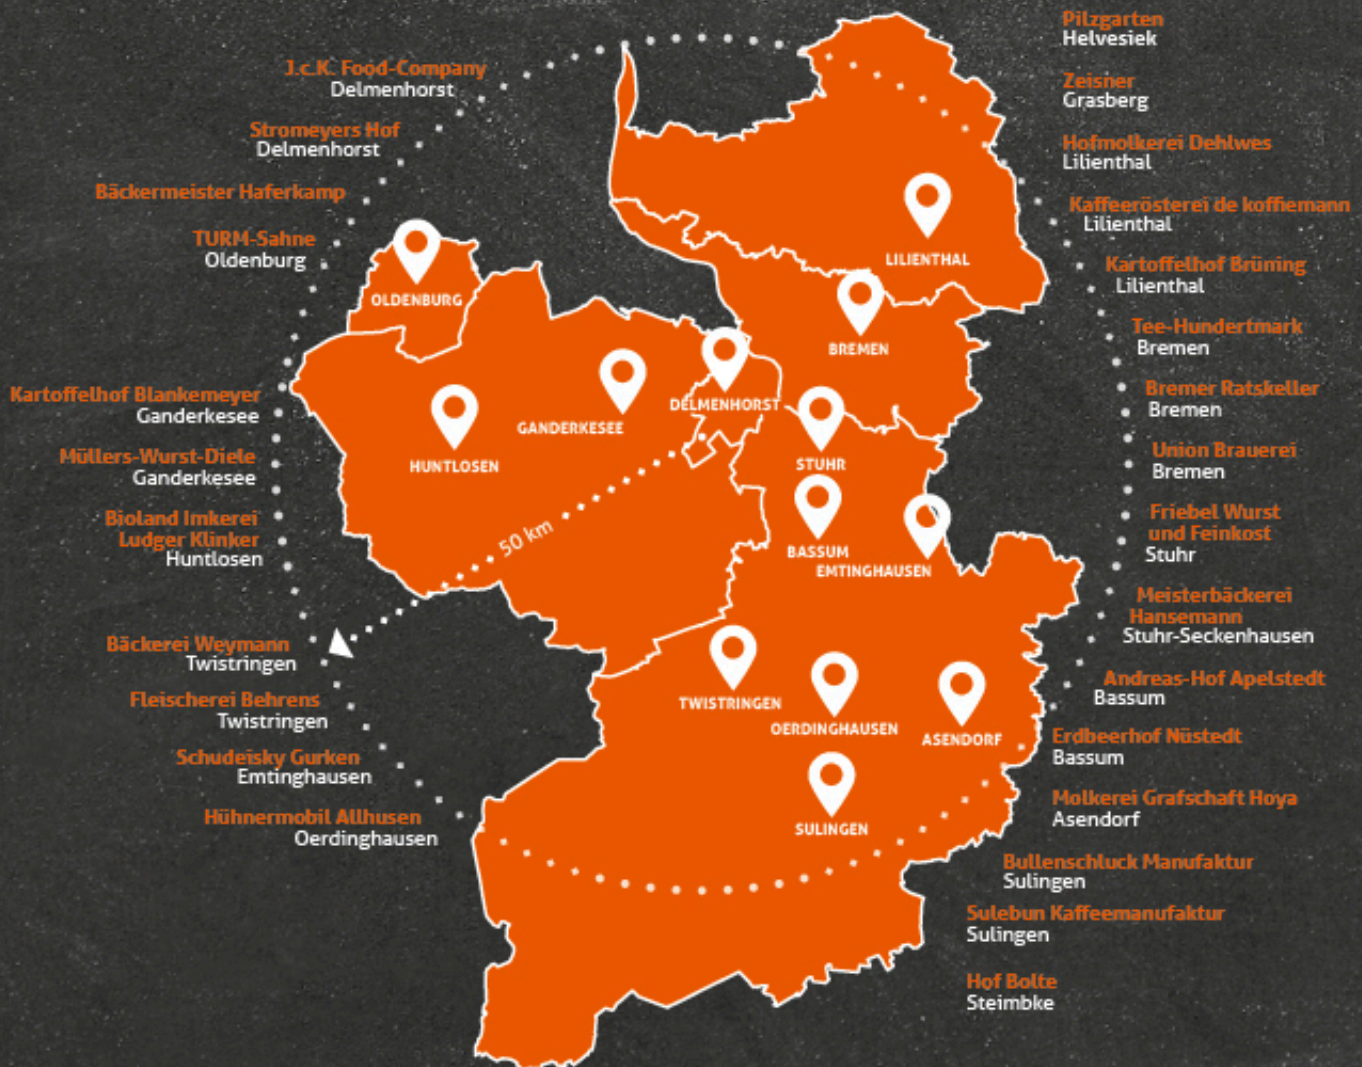 J.c.K. Food-Company
Delmenhorst
Stromeyers Hof
Delmenhorst
Bäckermeister Haferkamp
TURM-Sahne
Oldenburg
Kartoffelhof Blankemeyer
Ganderkesee
Müllers-Wurst-Diele
Ganderkesee
Bioland Imkerei
Ludger Klinker
Huntlosen
Bäckerei Weymann
Twistringen
Fleischerei Behrens
Twistringen
Schudeisky Gurken
Emtinghausen
Hühnermobil Allhusen
Oerdinghausen
LILIENTHAL
OLDENBURG
BREMEN
DELMENHORST
GANDERKESEE
HUNTLOSEN
STUHR
50 km
BASSUM
EMTINGHAUSEN
TWISTRINGEN
OERDINGHAUSEN
ASENDORF
SULINGEN
Pilzgarten
Helvesiek
Zeisner
Grasberg
Hofmolkerei Dehlwes
Lilienthal
Kaffeerösterei de koffiemann
Lilienthal
Kartoffelhof Brüning
Lilienthal
Tee-Hundertmark
Bremen
Bremer Ratskeller
Bremen
Union Brauerei
Bremen
Friebel Wurst
und Feinkost
Stuhr
Meisterbäckerei
Hansemann
Stuhr-Seckenhausen
Andreas-Hof Apelstedt
Bassum
Erdbeerhof Nüstedt
Bassum
Molkerei Grafschaft Hoya
Asendorf
Bullenschluck Manufaktur
Sulingen
Sulebun Kaffeemanufaktur
Sulingen
Hof Bolte
Steimbke